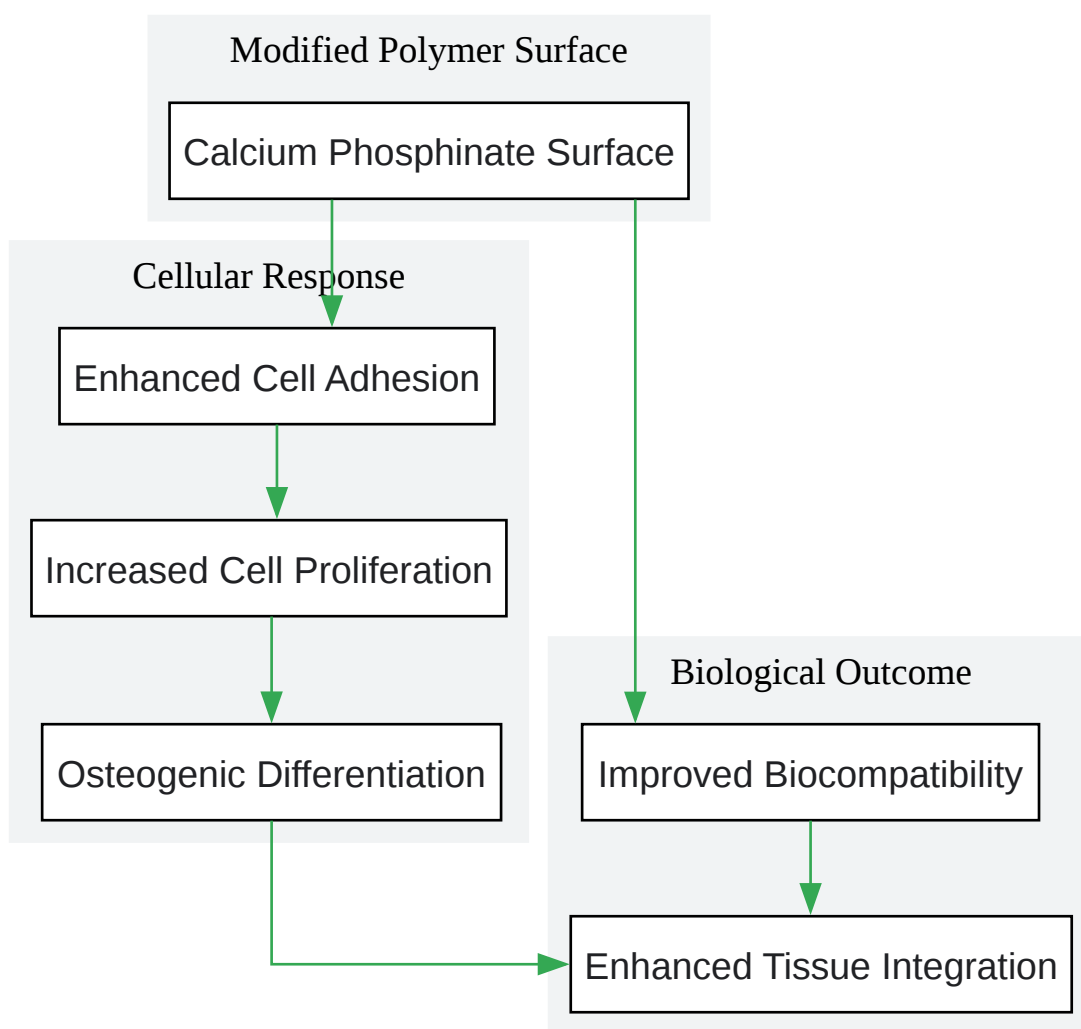 Modified Polymer Surface
Calcium Phosphinate Surface
Cellular Response
Enhanced Cell Adhesion
Increased Cell Proliferation
Osteogenic Differentiation
Biological Outcome
Improved Biocompatibility
Enhanced Tissue Integration